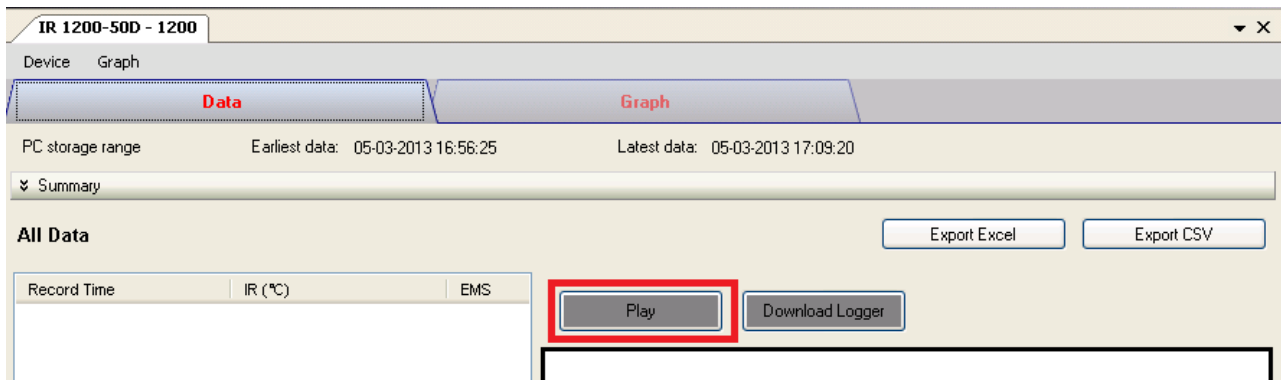 IR 1200-50D - 1200
Device Graph
Data Graph
PC storage range Earliest data: 05-03-2013 16:56:25 Latest data: 05-03-2013 17:09:20
Summary
All Data Export Excel Export CSV
Record Time IR (℃) EMS
Play Download Logger